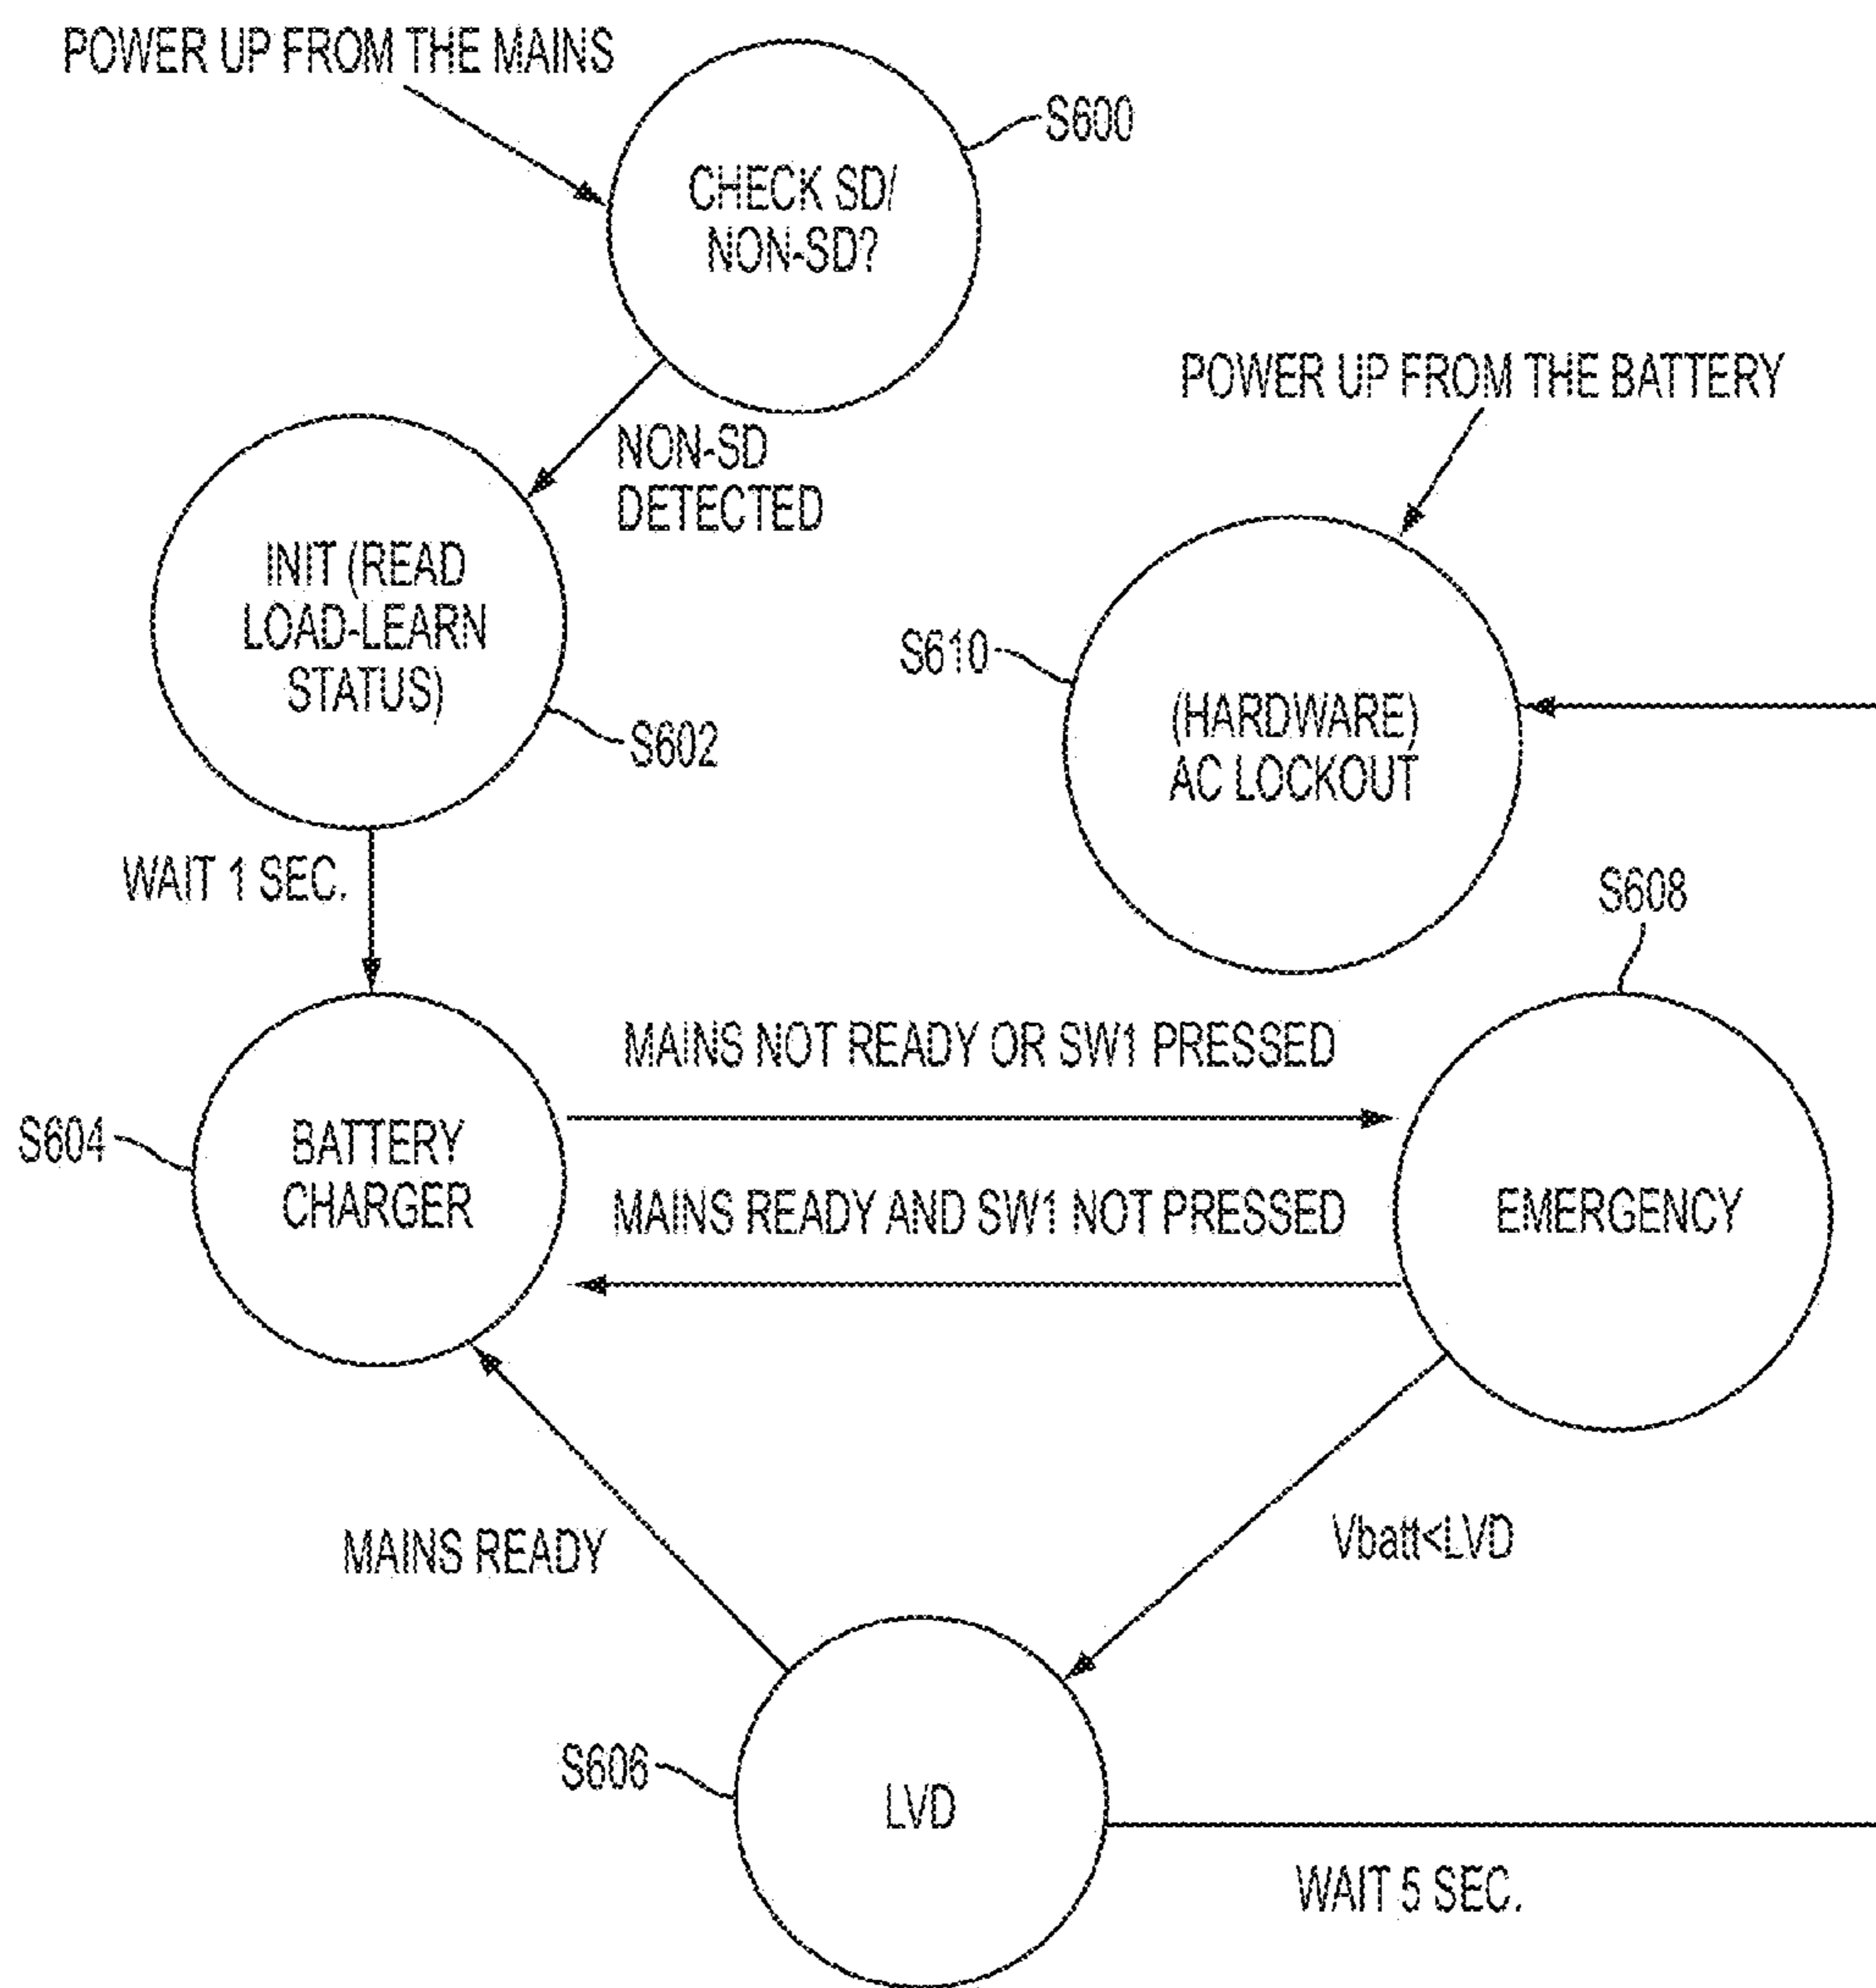 POWER UP FROM THE MAINS
S600
CHECK SD/
NON-SD?
NON-SD
DETECTED
POWER UP FROM THE BATTERY
INIT (READ
LOAD-LEARN
STATUS)
S602
S610
(HARDWARE)
AC LOCKOUT
WAIT 1 SEC.
S608
MAINS NOT READY OR SW1 PRESSED
S604
BATTERY
CHARGER
MAINS READY AND SW1 NOT PRESSED
EMERGENCY
MAINS READY
Vbatt<LVD
S606
LVD
WAIT 5 SEC.